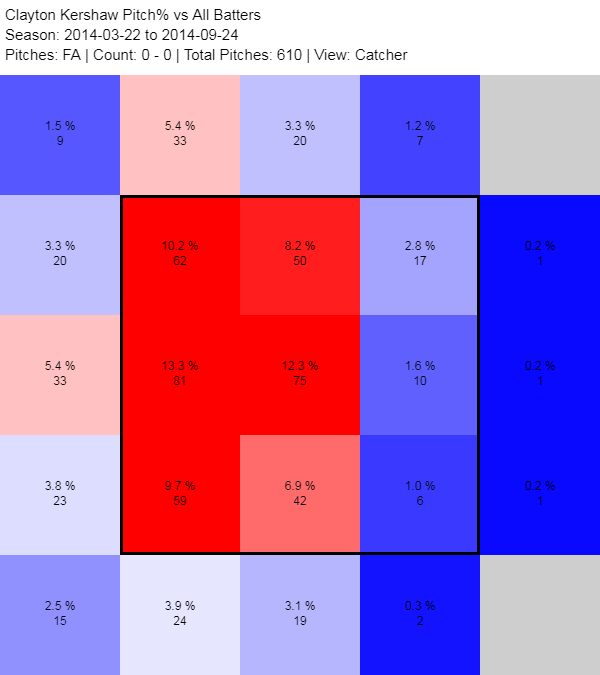 Clayton Kershaw Pitch% vs All Batters
Season: 2014-03-22 to 2014-09-24
Pitches: FA | Count: 0 - 0 | Total Pitches: 610 | View: Catcher
1.5 % 5.4 % 3.3 % 1.2 %
9 33 20 7
3.3 % 10.2 % 8.2 % 2.8 % 0.2 %
20 62 50 17 1
5.4 % 13.3 % 12.3 % 1.6 % 0.2 %
33 81 75 10 1
3.8 % 9.7 % 6.9 % 1.0 % 0.2 %
23 59 42 6 1
2.5 % 3.9 % 3.1 % 0.3 %
15 24 19 2